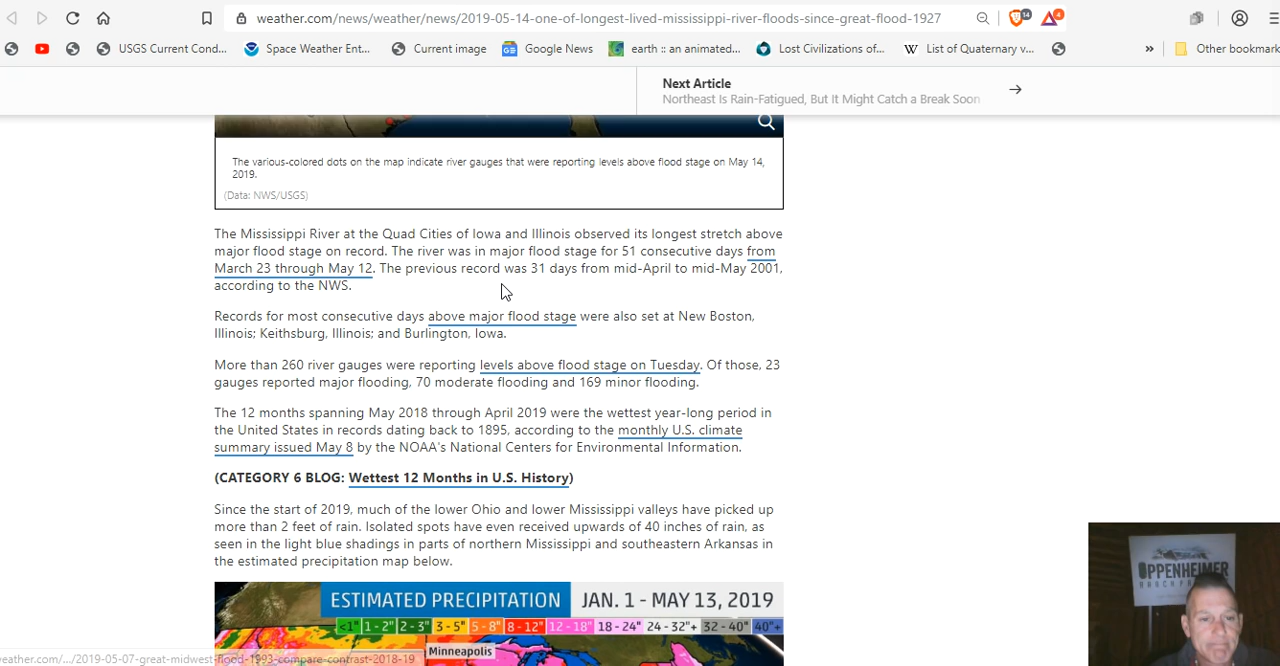 weather.com/news/weather/news/2019-05-14-one-of-longest-lived-mississippi-river-floods-since-great-flood-1927
14
4
USGS Current Cond...
Space Weather Ent...
Current image
Google News
earth :: an animated...
Lost Civilizations of...
W List of Quaternary v...
»
Other bookmark
Next Article
Northeast Is Rain-Fatigued, But It Might Catch a Break Soon
The various-colored dots on the map indicate river gauges that were reporting levels above flood stage on May 14,
2019.
(Data: NWS/USGS)
The Mississippi River at the Quad Cities of Iowa and Illinois observed its longest stretch above
major flood stage on record. The river was in major flood stage for 51 consecutive days from
March 23 through May 12. The previous record was 31 days from mid-April to mid-May 2001,
according to the NWS.
Records for most consecutive days above major flood stage were also set at New Boston,
Illinois; Keithsburg, Illinois; and Burlington, Iowa.
More than 260 river gauges were reporting levels above flood stage on Tuesday. Of those, 23
gauges reported major flooding, 70 moderate flooding and 169 minor flooding.
The 12 months spanning May 2018 through April 2019 were the wettest year-long period in
the United States in records dating back to 1895, according to the monthly U.S. climate
summary issued May 8 by the NOAA's National Centers for Environmental Information.
(CATEGORY 6 BLOG: Wettest 12 Months in U.S. History)
Since the start of 2019, much of the lower Ohio and lower Mississippi valleys have picked up
more than 2 feet of rain. Isolated spots have even received upwards of 40 inches of rain, as
seen in the light blue shadings in parts of northern Mississippi and southeastern Arkansas in
the estimated precipitation map below.
ESTIMATED PRECIPITATION JAN. 1 - MAY 13, 2019
<1" 1 - 2" 2 - 3" 3 - 5" 5 - 8" 8 - 12" 12 - 18" 18 - 24" 24 - 32"+ 32 - 40" 40"+
Minneapolis
eather.com/.../2019-05-07-great-midwest-flood-1993-compare-contrast-2018-19
OPPENHEIMER